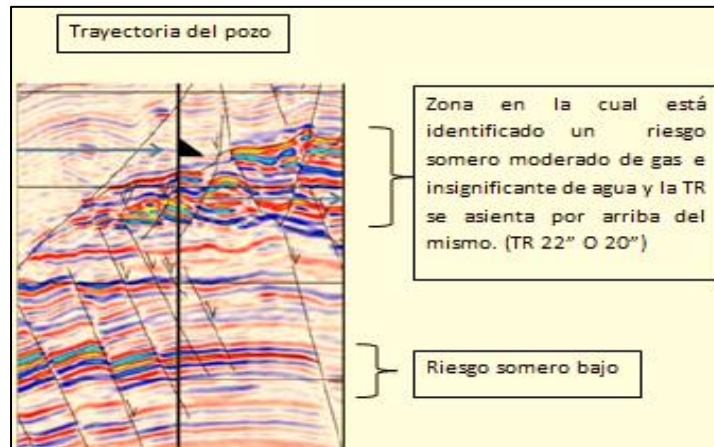 Trayectoria del pozo
Zona en la cual está
identificado un riesgo
somero moderado de gas e
insignificante de agua y la TR
se asienta por arriba del
mismo. (TR 22” O 20”)
Riesgo somero bajo